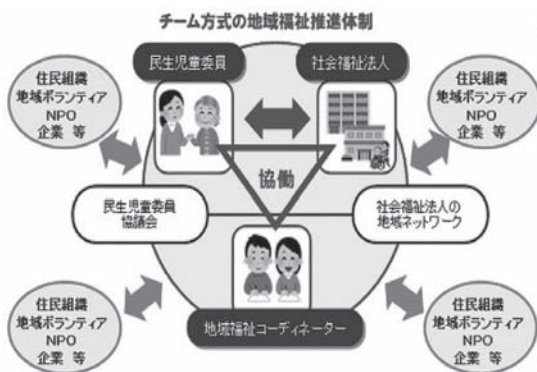 チーム方式の地域福祉推進体制
民生児童委員
社会福祉法人
住民組織
地域ボランティア
NPO
企業 等
住民組織
地域ボランティア
NPO
企業 等
協働
民生児童委員
協議会
社会福祉法人の
地域ネットワーク
住民組織
地域ボランティア
NPO
企業 等
地域福祉コーディネーター
住民組織
地域ボランティア
NPO
企業 等